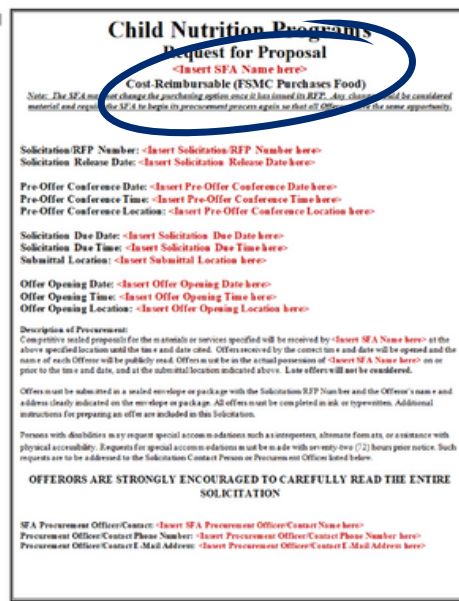 Child Nutrition Programs
Request for Proposal
<Insert SFA Name here>
Cost-Reimbursable (FSMC Purchases Food)
Note: The SFA may not change the purchasing option once it has issued its RFP. Any change would be considered
material and require the SFA to begin its procurement process again so that all Offerors have the same opportunity.
Solicitation/RFP Number: <Insert Solicitation/RFP Number here>
Solicitation Release Date: <Insert Solicitation Release Date here>
Pre-Offer Conference Date: <Insert Pre-Offer Conference Date here>
Pre-Offer Conference Time: <Insert Pre-Offer Conference Time here>
Pre-Offer Conference Location: <Insert Pre-Offer Conference Location here>
Solicitation Due Date: <Insert Solicitation Due Date here>
Solicitation Due Time: <Insert Solicitation Due Time here>
Submittal Location: <Insert Submittal Location here>
Offer Opening Date: <Insert Offer Opening Date here>
Offer Opening Time: <Insert Offer Opening Time here>
Offer Opening Location: <Insert Offer Opening Location here>
Description of Procurement:
Competitive sealed proposals for the materials or services specified will be received by <Insert SFA Name here> at the
above specified location until the time and date cited. Offers received by the correct time and date will be opened and the
name of each Offeror will be publicly read. Offers must be in the actual possession of <Insert SFA Name here> on or
prior to the time and date, and at the submittal location indicated above. Late offers will not be considered.
Offers must be submitted in a sealed envelope or package with the Solicitation/RFP Number and the Offeror's name and
address clearly indicated on the envelope or package. All offers must be completed in ink or typewritten. Additional
instructions for preparing an offer are included in this Solicitation.
Persons with disabilities may request special accommodations such as interpreters, alternate formats, or assistance with
physical accessibility. Requests for special accommodations must be made with seventy-two (72) hours prior notice. Such
requests are to be addressed to the Solicitation Contact Person or Procurement Officer listed below.
OFFERORS ARE STRONGLY ENCOURAGED TO CAREFULLY READ THE ENTIRE
SOLICITATION
SFA Procurement Officer/Contact: <Insert SFA Procurement Officer/Contact Name here>
Procurement Officer/Contact Phone Number: <Insert Procurement Officer/Contact Phone Number here>
Procurement Officer/Contact E-Mail Address: <Insert Procurement Officer/Contact E-Mail Address here>